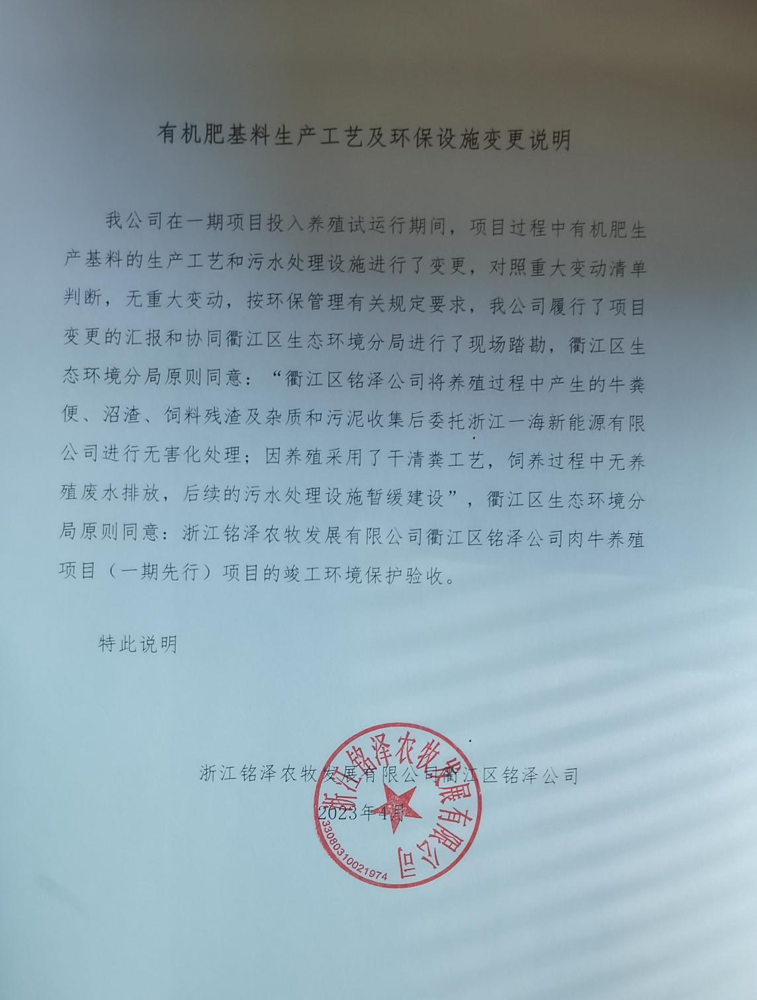 有机肥基料生产工艺及环保设施变更说明
我公司在一期项目投入养殖试运行期间，项目过程中有机肥生
产基料的生产工艺和污水处理设施进行了变更，对照重大变动清单
判断，无重大变动，按环保管理有关规定要求，我公司履行了项目
变更的汇报和协同衢江区生态环境分局进行了现场踏勘，衢江区生
态环境分局原则同意：“衢江区铭泽公司将养殖过程中产生的牛粪
便、沼渣、饲料残渣及杂质和污泥收集后委托浙江一海新能源有限
公司进行无害化处理；因养殖采用了干清粪工艺，饲养过程中无养
殖废水排放，后续的污水处理设施暂缓建设”，衢江区生态环境分
局原则同意：浙江铭泽农牧发展有限公司衢江区铭泽公司肉牛养殖
项目（一期先行）项目的竣工环境保护验收。
特此说明
浙江铭泽农牧发展有限公司衢江区铭泽公司
2023年4月
浙江铭泽农牧发展有限公司
33080310021974